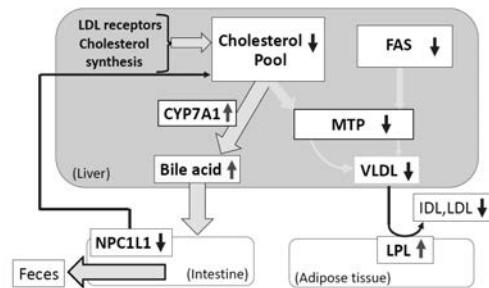 LDL receptors
Cholesterol
synthesis
Cholesterol
Pool
FAS
CYP7A1
MTP
(Liver)
Bile acid
VLDL
IDL,LDL
NPC1L1
LPL
Feces
(Intestine)
(Adipose tissue)